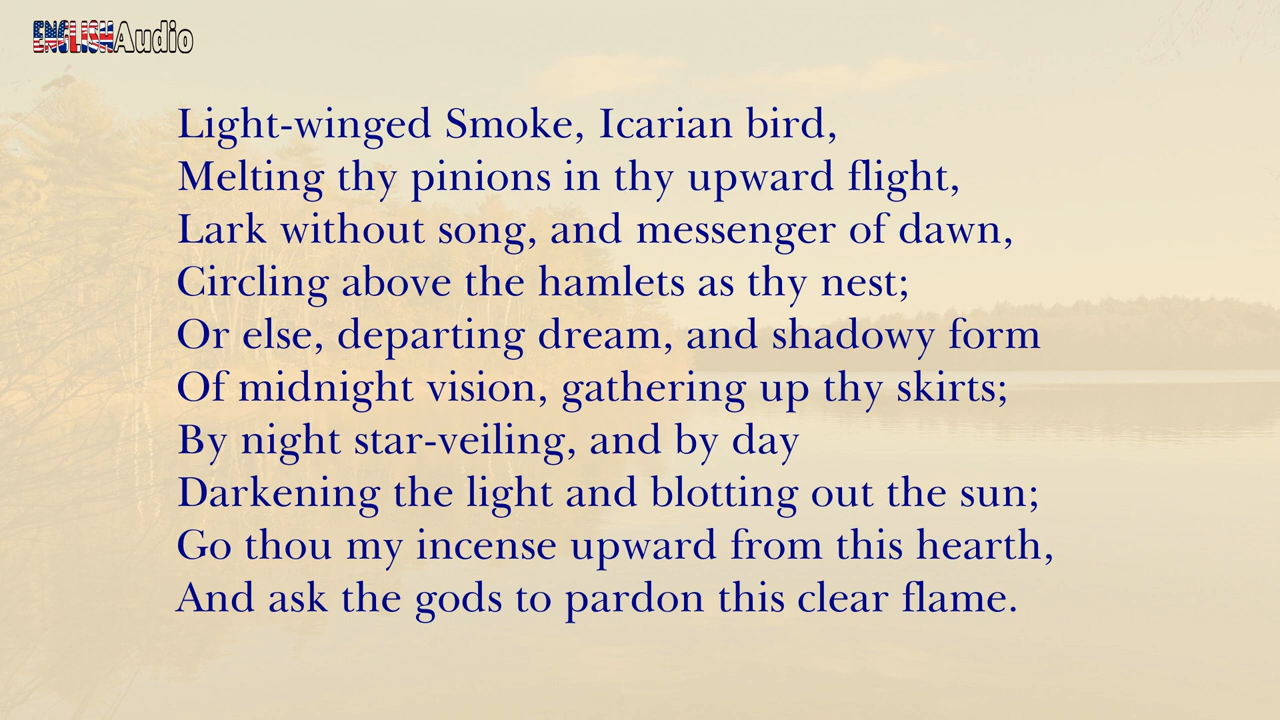 ENGLISHAudio
Light-winged Smoke, Icarian bird,
Melting thy pinions in thy upward flight,
Lark without song, and messenger of dawn,
Circling above the hamlets as thy nest;
Or else, departing dream, and shadowy form
Of midnight vision, gathering up thy skirts;
By night star-veiling, and by day
Darkening the light and blotting out the sun;
Go thou my incense upward from this hearth,
And ask the gods to pardon this clear flame.